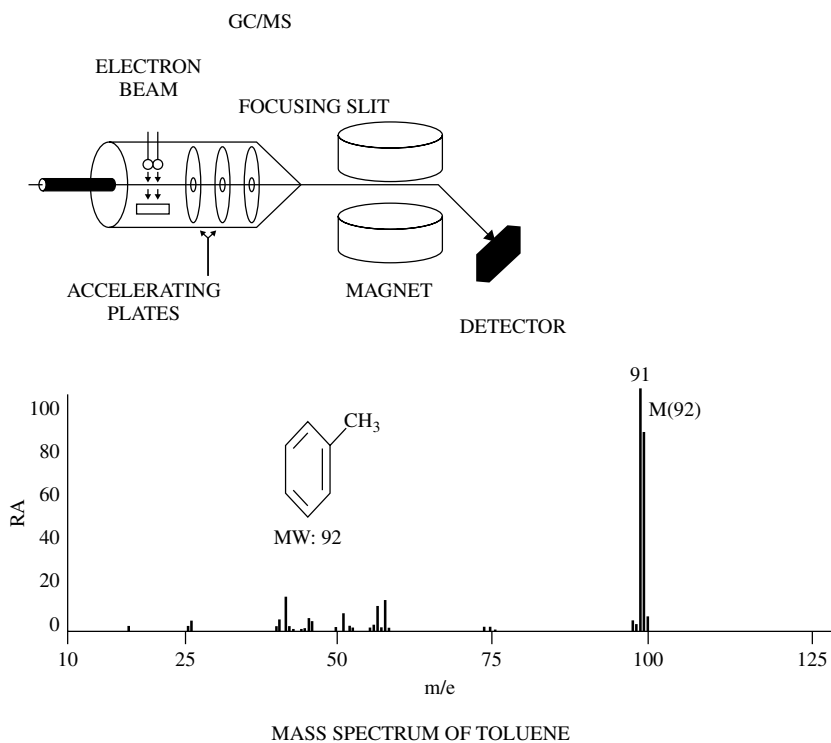 GC/MS
ELECTRON
BEAM
FOCUSING SLIT
ACCELERATING
PLATES
MAGNET
DETECTOR
91
M(92)
100
80
60
40
20
0
RA
CH₃
MW: 92
10 25 50 75 100 125
m/e
MASS SPECTRUM OF TOLUENE